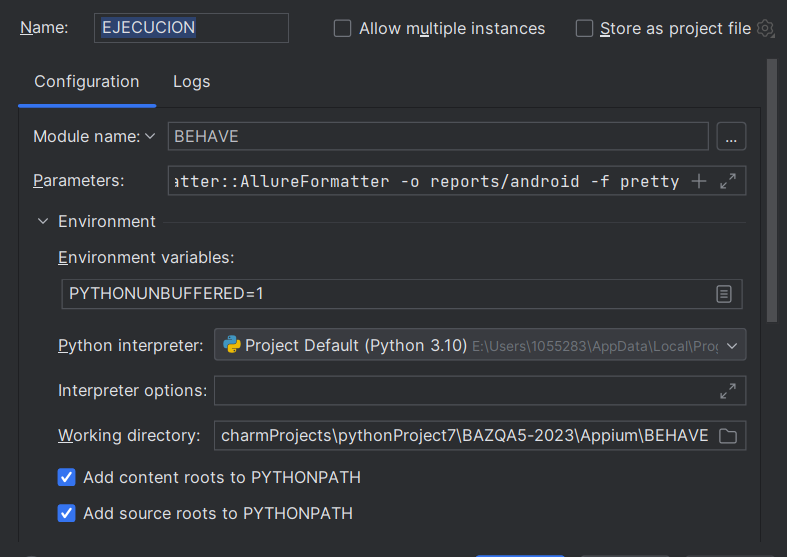 Name: EJECUCION Allow multiple instances Store as project file
Configuration Logs
Module name: BEHAVE ...
Parameters: atter::AllureFormatter -o reports/android -f pretty
Environment
Environment variables:
PYTHONUNBUFFERED=1
Python interpreter: Project Default (Python 3.10) E:\Users\1055283\AppData\Local\Prog
Interpreter options:
Working directory: charmProjects\pythonProject7\BAZQA5-2023\Appium\BEHAVE
Add content roots to PYTHONPATH
Add source roots to PYTHONPATH